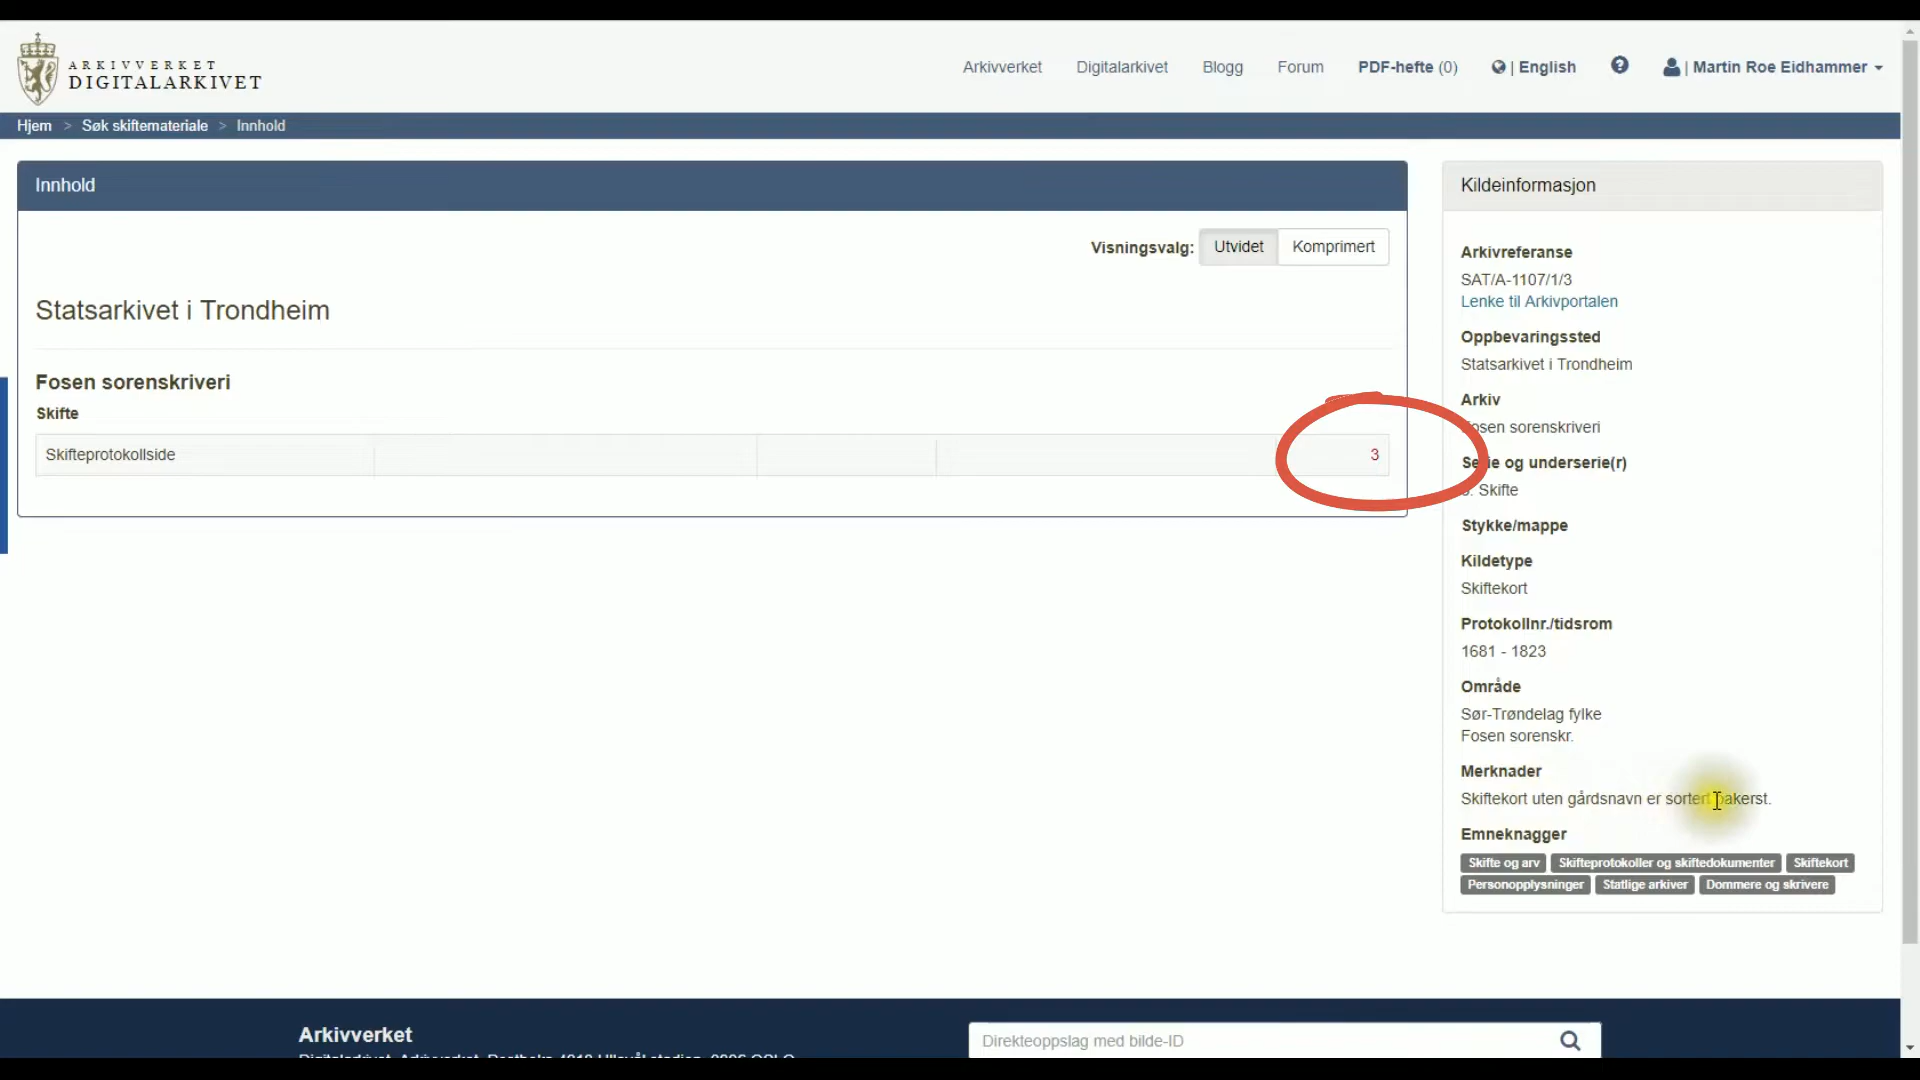 ARKIVVERKET
DIGITALARKIVET
Arkivverket Digitalarkivet Blogg Forum PDF-hefte (0) | English | Martin Roe Eidhammer
Hjem > Søk skiftemateriale > Innhold
Innhold
Visningsvalg: Utvidet Komprimert
Statsarkivet i Trondheim
Fosen sorenskriveri
Skifte
Skifteprotokollside 3
Kildeinformasjon
Arkivreferanse
SAT/A-1107/1/3
Lenke til Arkivportalen
Oppbevaringssted
Statsarkivet i Trondheim
Arkiv
Fosen sorenskriveri
Serie og underserie(r)
Skifte
Stykke/mappe
Kildetype
Skiftekort
Protokollnr./tidsrom
1681 - 1823
Område
Sør-Trøndelag fylke
Fosen sorenskr.
Merknader
Skiftekort uten gårdsnavn er sortert bakerst.
Emneknagger
Skifte og arv Skifteprotokoller og skiftedokumenter Skiftekort
Personopplysninger Statlige arkiver Dommere og skrivere
Arkivverket
Direkteoppslag med bilde-ID